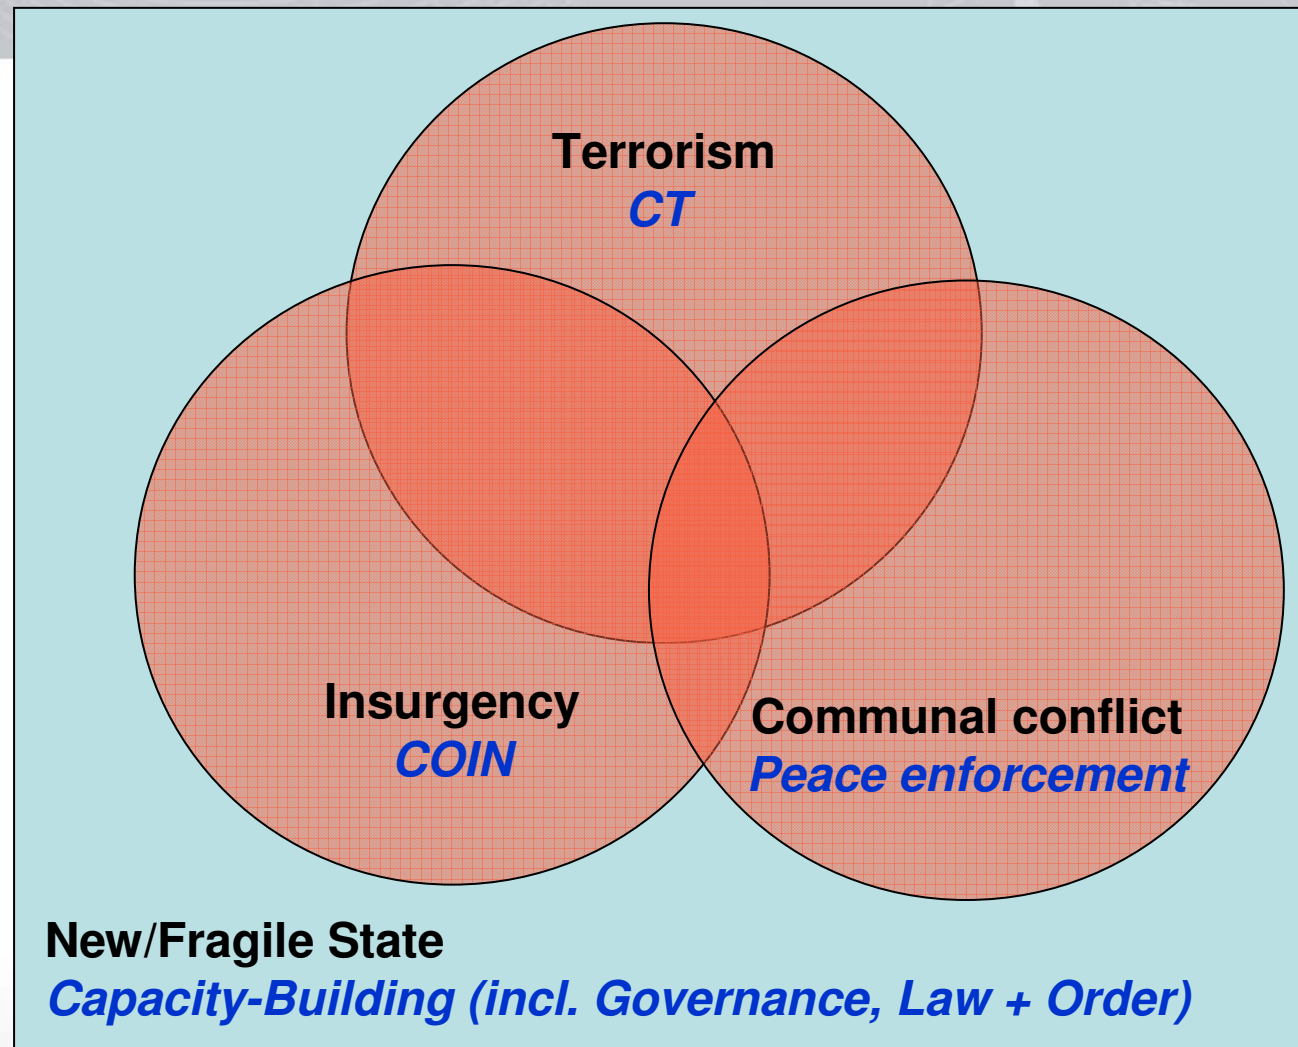 Terrorism
CT
Insurgency
COIN
Communal conflict
Peace enforcement
New/Fragile State
Capacity-Building (incl. Governance, Law + Order)